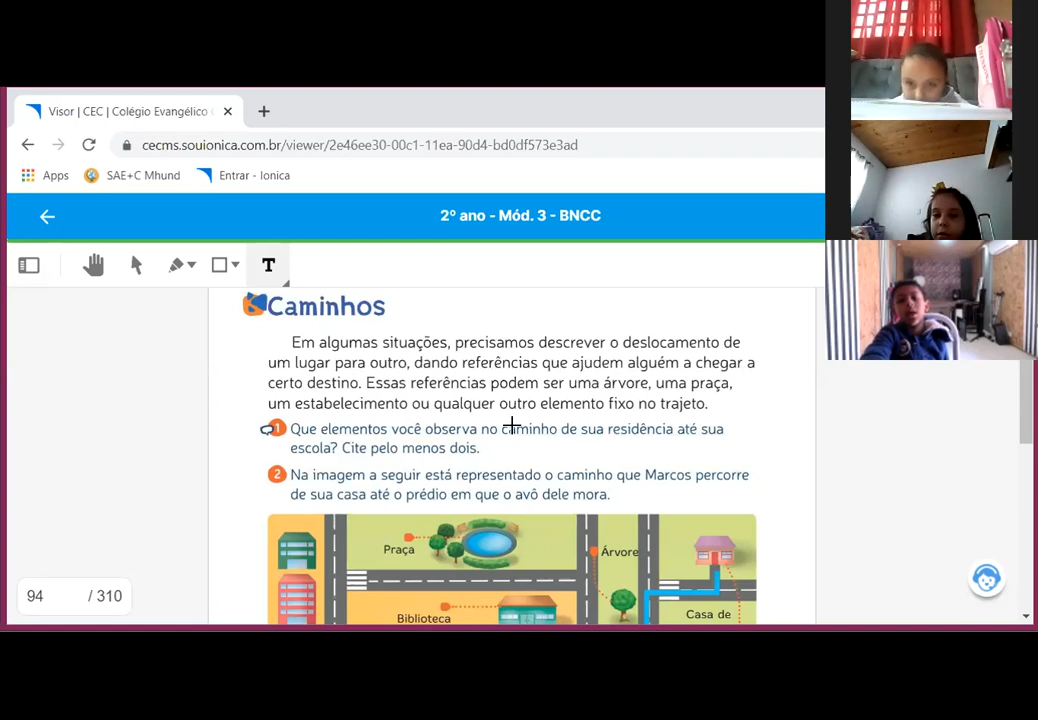 Visor | CEC | Colégio Evangélico
cecms.souionica.com.br/viewer/2e46ee30-00c1-11ea-90d4-bd0df573e3ad
Apps SAE+C Mhund Entrar - Ionica
2º ano - Mód. 3 - BNCC
T
Caminhos
Em algumas situações, precisamos descrever o deslocamento de
um lugar para outro, dando referências que ajudem alguém a chegar a
certo destino. Essas referências podem ser uma árvore, uma praça,
um estabelecimento ou qualquer outro elemento fixo no trajeto.
1 Que elementos você observa no caminho de sua residência até sua
escola? Cite pelo menos dois.
2 Na imagem a seguir está representado o caminho que Marcos percorre
de sua casa até o prédio em que o avô dele mora.
Praça
Árvore
Biblioteca
Casa de
94 / 310